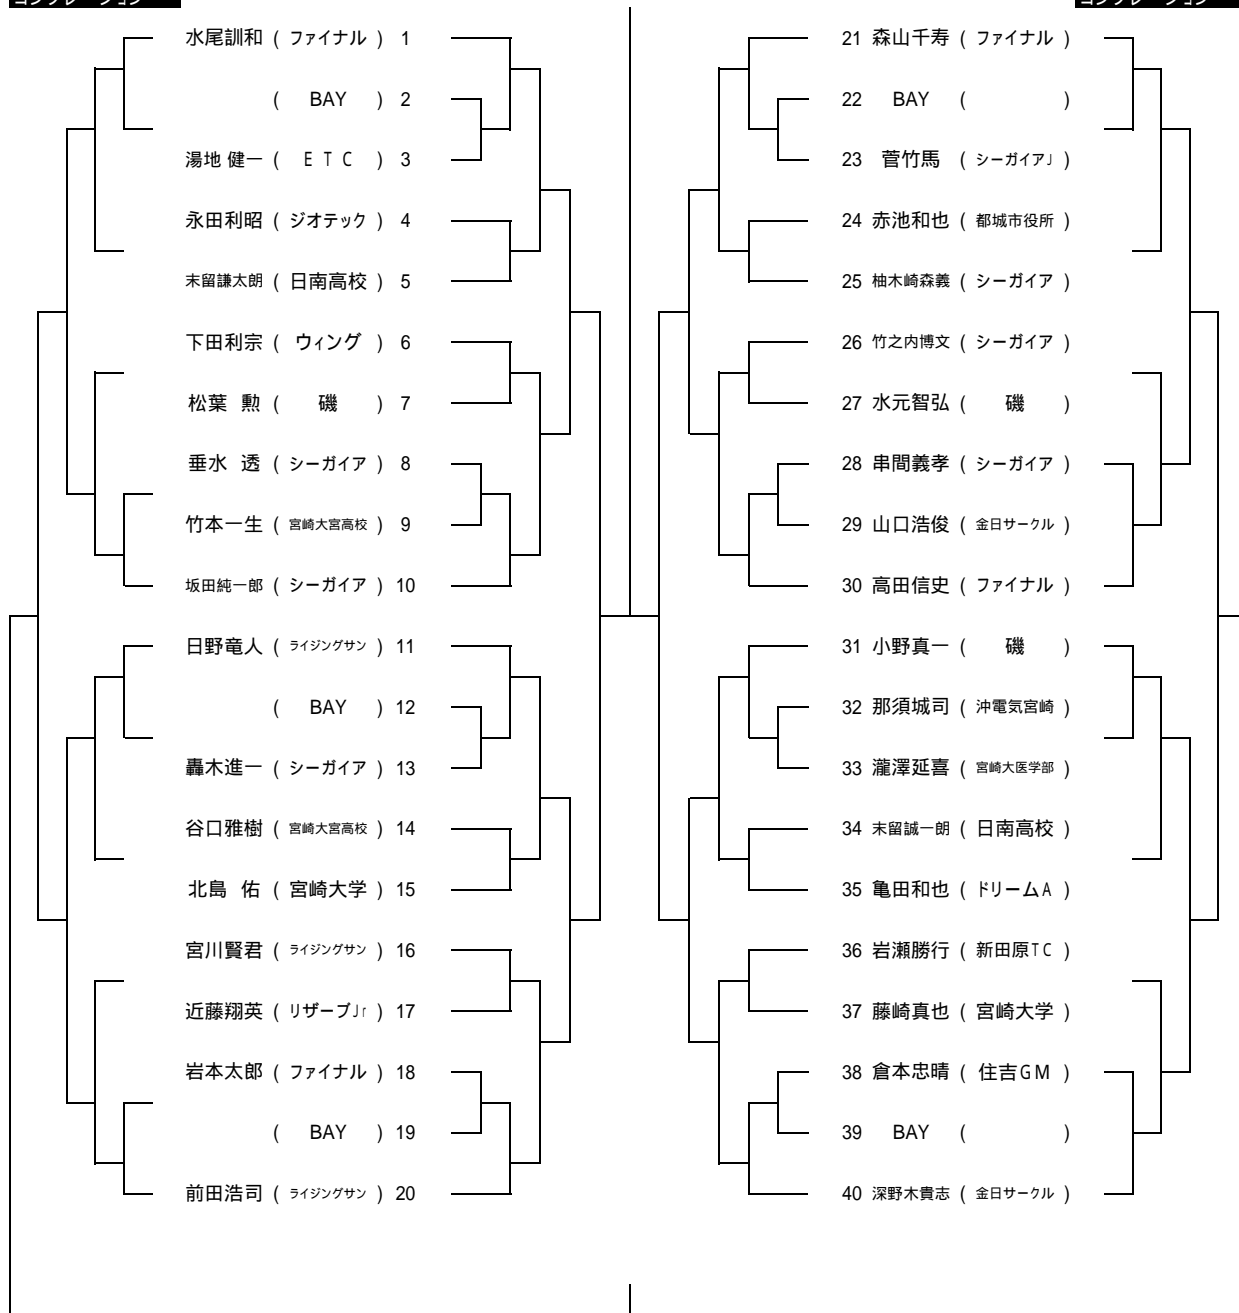 コンソレーション コンソレーション
水尾訓和 ( ファイナル ) 1
( BAY ) 2
湯地 健一 ( ETC ) 3
永田利昭 ( ジオテック ) 4
末留謙太朗 ( 日南高校 ) 5
下田利宗 ( ウィング ) 6
松葉 勲 ( 磯 ) 7
垂水 透 ( シーガイア ) 8
竹本一生 ( 宮崎大宮高校 ) 9
坂田純一郎 ( シーガイア ) 10
日野竜人 ( ライジングサン ) 11
( BAY ) 12
轟木進一 ( シーガイア ) 13
谷口雅樹 ( 宮崎大宮高校 ) 14
北島 佑 ( 宮崎大学 ) 15
宮川賢君 ( ライジングサン ) 16
近藤翔英 ( リザーブJr ) 17
岩本太郎 ( ファイナル ) 18
( BAY ) 19
前田浩司 ( ライジングサン ) 20
21 森山千寿 ( ファイナル )
22 BAY ( )
23 菅竹馬 ( シーガイアJ )
24 赤池和也 ( 都城市役所 )
25 柚木崎森義 ( シーガイア )
26 竹之内博文 ( シーガイア )
27 水元智弘 ( 磯 )
28 串間義孝 ( シーガイア )
29 山口浩俊 ( 金日サークル )
30 高田信史 ( ファイナル )
31 小野真一 ( 磯 )
32 那須城司 ( 沖電気宮崎 )
33 瀧澤延喜 ( 宮崎大医学部 )
34 末留誠一朗 ( 日南高校 )
35 亀田和也 ( ドリームA )
36 岩瀬勝行 ( 新田原TC )
37 藤崎真也 ( 宮崎大学 )
38 倉本忠晴 ( 住吉GM )
39 BAY ( )
40 深野木貴志 ( 金日サークル )